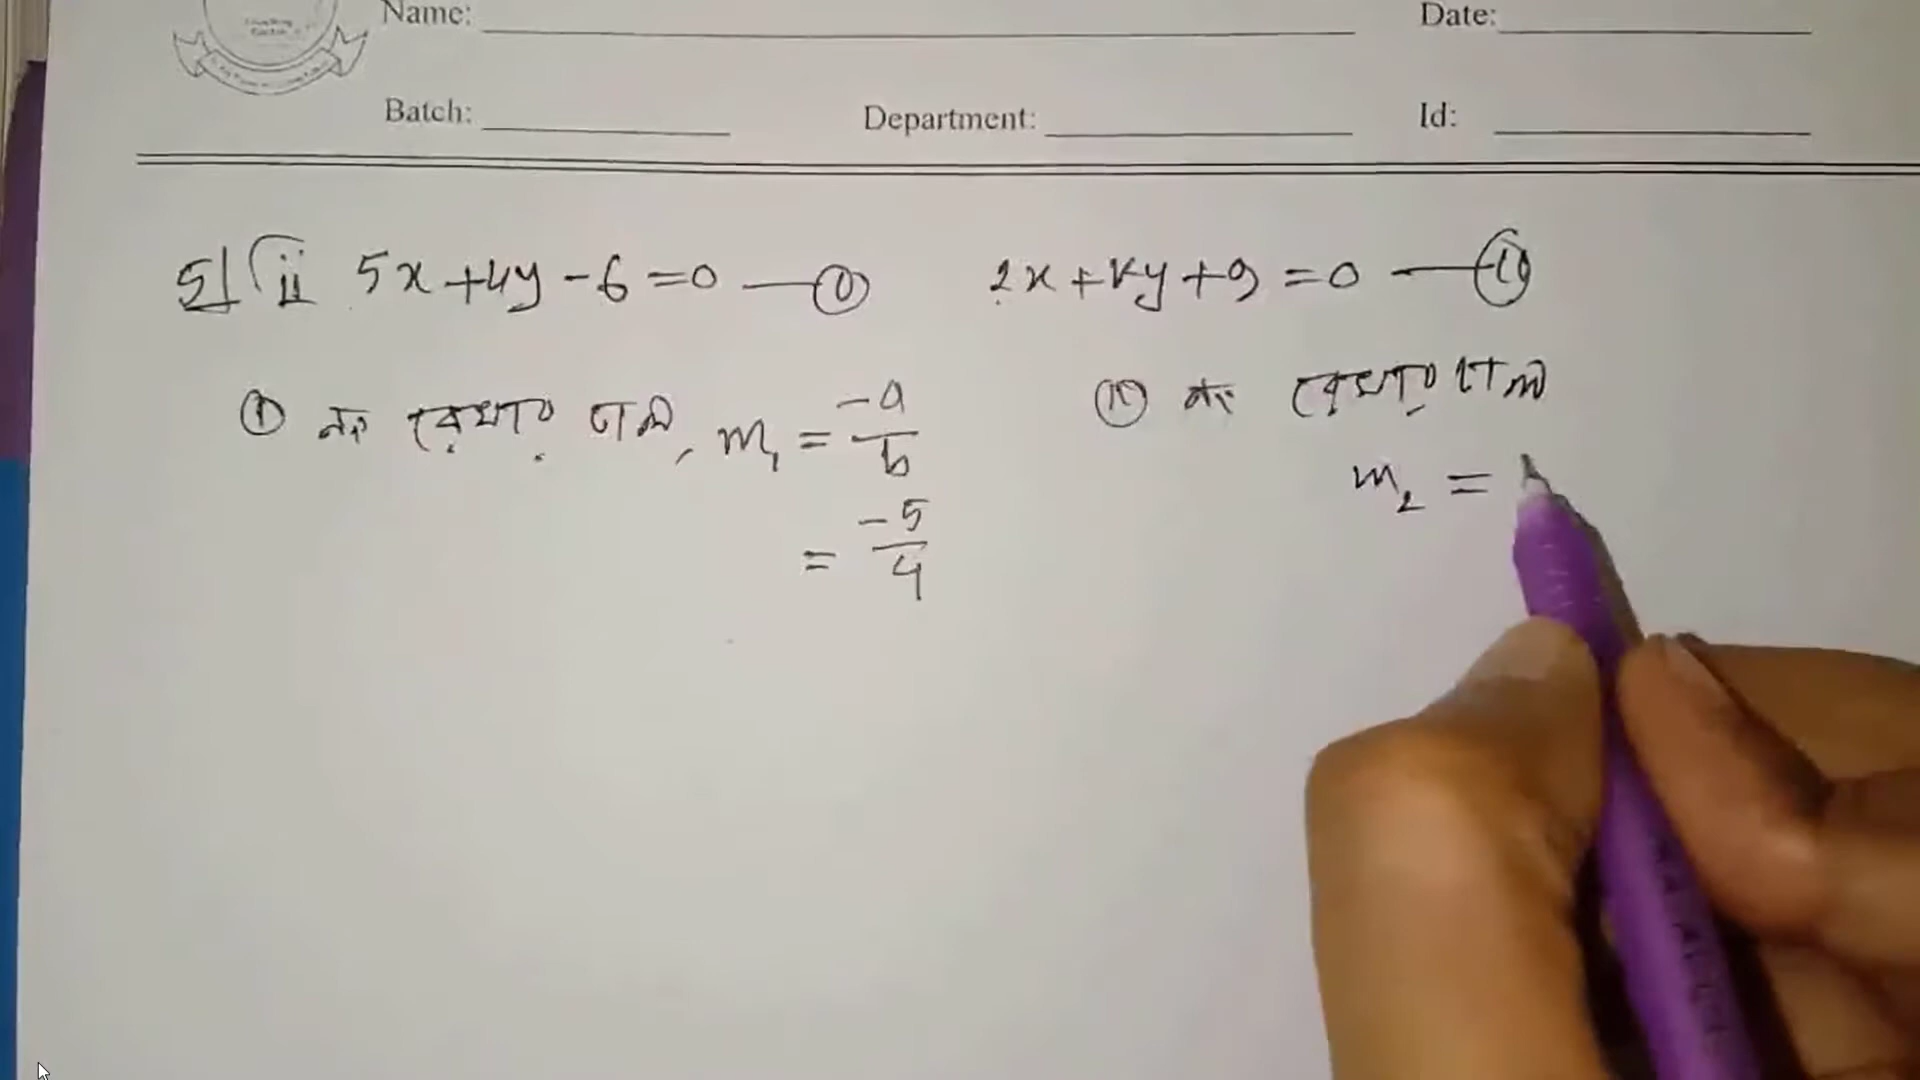 Name: Date:
Batch: Department: Id:
5| (ii 5x+4y-6=0 —(i) 2x+ky+9=0 —(ii)
(i) নং রেখার ঢাল, m₁ = -a/b
(ii) নং রেখার ঢাল
m₂ =
= -5/4